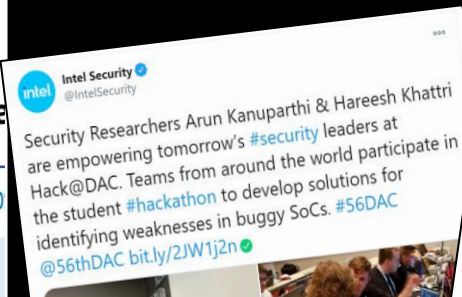 intel
Intel Security
@IntelSecurity
Security Researchers Arun Kanuparthi & Hareesh Khattri
are empowering tomorrow's #security leaders at
Hack@DAC. Teams from around the world participate in
the student #hackathon to develop solutions for
identifying weaknesses in buggy SoCs. #56DAC
@56thDAC bit.ly/2JW1j2n